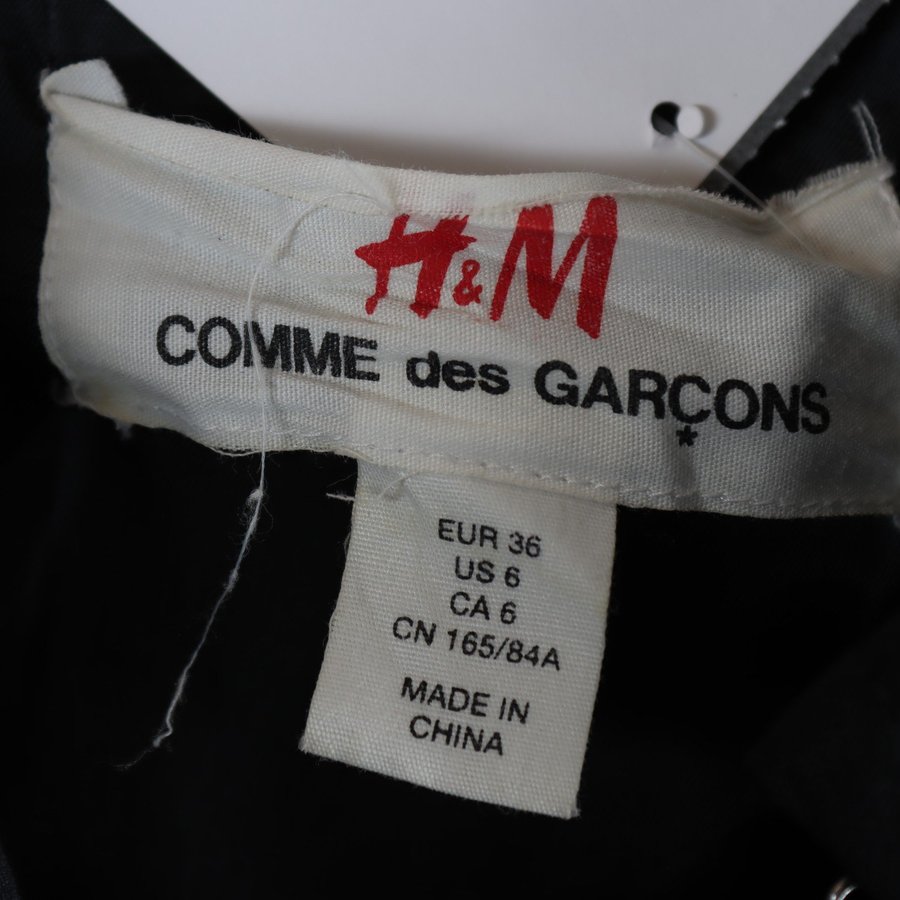 H&M
COMME des GARÇONS
*
EUR 36
US 6
CA 6
CN 165/84A
MADE IN
CHINA